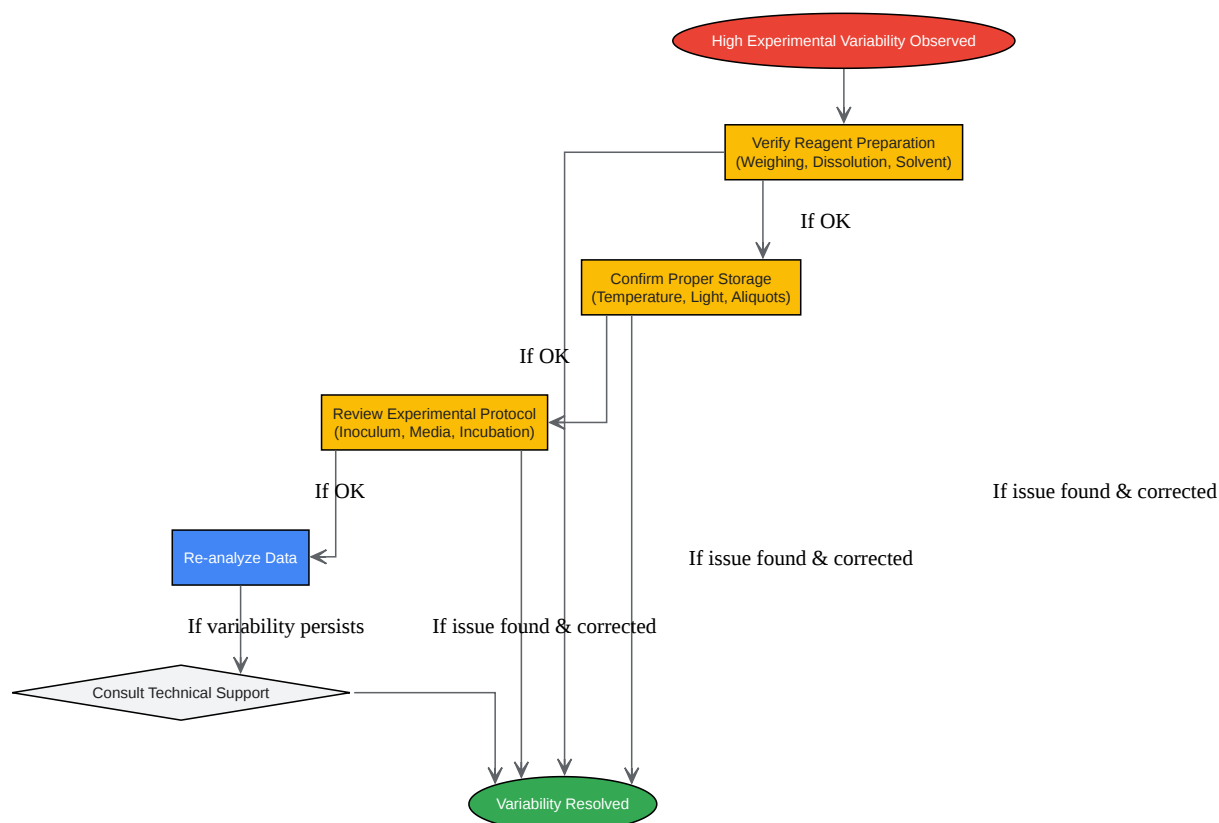 High Experimental Variability Observed
Verify Reagent Preparation
(Weighing, Dissolution, Solvent)
If OK
Confirm Proper Storage
(Temperature, Light, Aliquots)
If OK
Review Experimental Protocol
(Inoculum, Media, Incubation)
If OK
If issue found & corrected
Re-analyze Data
If issue found & corrected
If variability persists
If issue found & corrected
Consult Technical Support
Variability Resolved